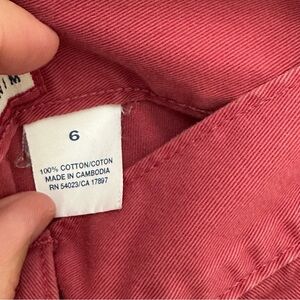 6
100% COTTON/COTON
MADE IN CAMBODIA
RN 54023/CA 17897